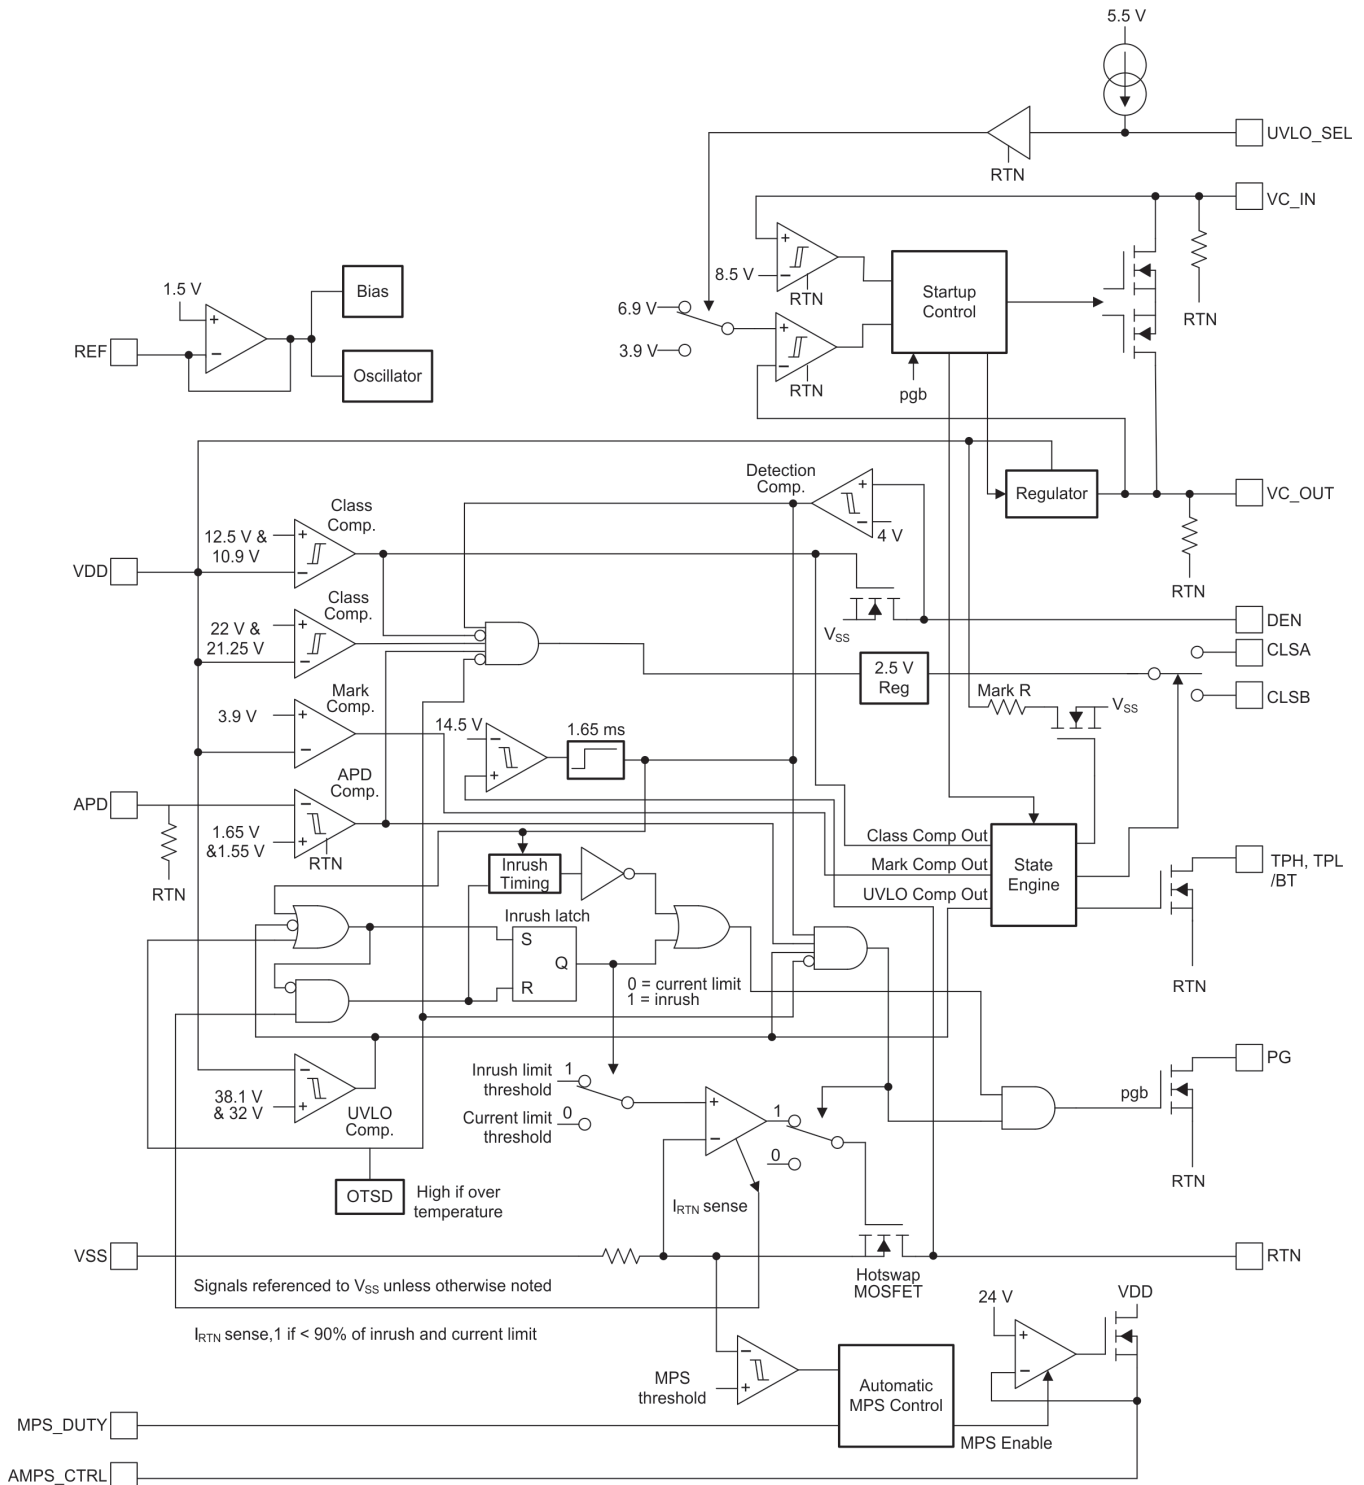 5.5 V
UVLO_SEL
RTN
VC_IN
8.5 V
RTN
Startup
Control
RTN
6.9 V
3.9 V
RTN
pgb
1.5 V
REF
Bias
Oscillator
Detection
Comp.
4 V
Regulator
VC_OUT
RTN
Class
Comp.
12.5 V &
10.9 V
VDD
Class
Comp.
22 V &
21.25 V
VSS
DEN
CLSA
2.5 V
Reg
CLSB
Mark R
VSS
Mark
Comp.
3.9 V
14.5 V
1.65 ms
APD
APD
Comp.
1.65 V
&1.55 V
RTN
RTN
Class Comp Out
Mark Comp Out
UVLO Comp Out
State
Engine
TPH, TPL
/BT
RTN
Inrush
Timing
Inrush latch
S
Q
R
0 = current limit
1 = inrush
Inrush limit
threshold
1
Current limit
threshold
0
1
0
38.1 V
& 32 V
UVLO
Comp.
PG
pgb
RTN
OTSD
High if over
temperature
IRTN sense
VSS
RTN
Hotswap
MOSFET
Signals referenced to VSS unless otherwise noted
IRTN sense,1 if < 90% of inrush and current limit
24 V
VDD
MPS
threshold
Automatic
MPS Control
MPS Enable
MPS_DUTY
AMPS_CTRL